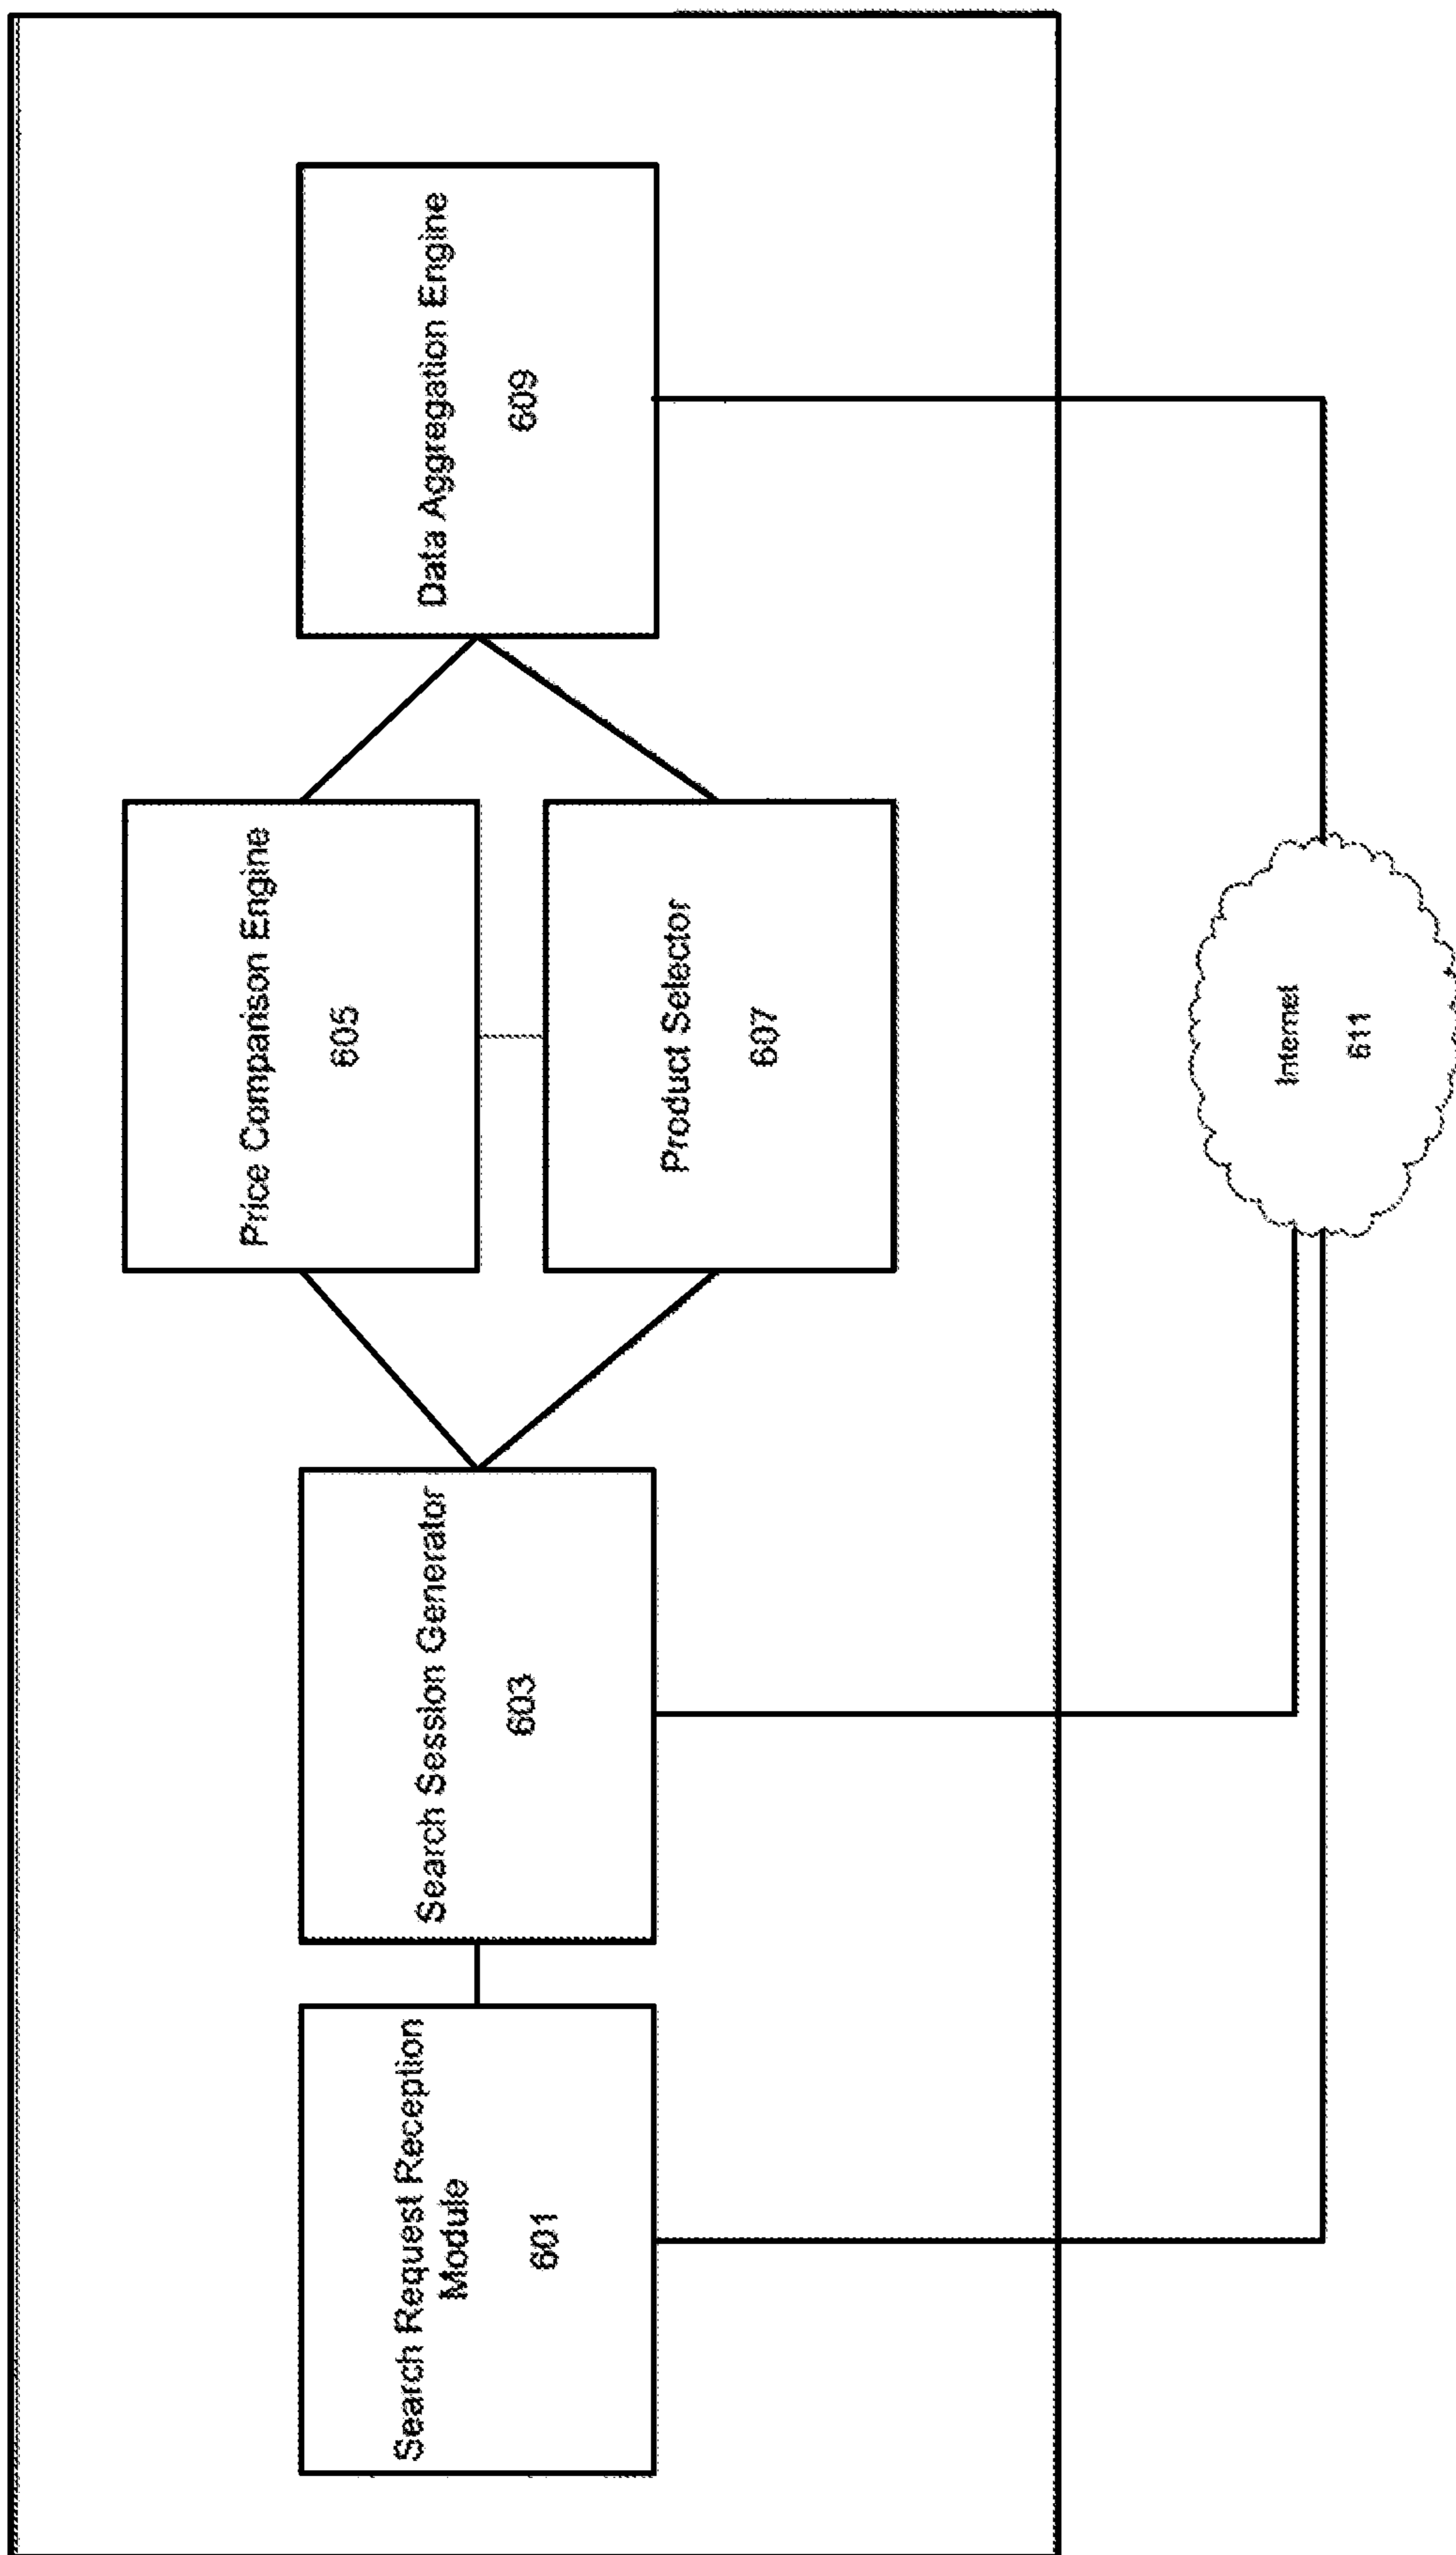 Search Request Reception
Module
601
Search Session Generator
603
Price Comparison Engine
605
Product Selector
607
Data Aggregation Engine
609
Internet
611